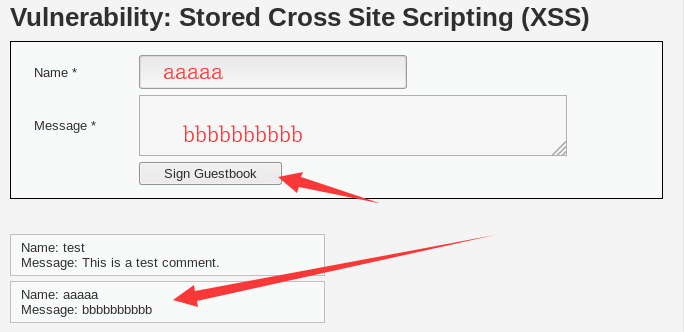 Vulnerability: Stored Cross Site Scripting (XSS)
Name * aaaaa
Message * bbbbbbbbbb
Sign Guestbook
Name: test
Message: This is a test comment.
Name: aaaaa
Message: bbbbbbbbbb